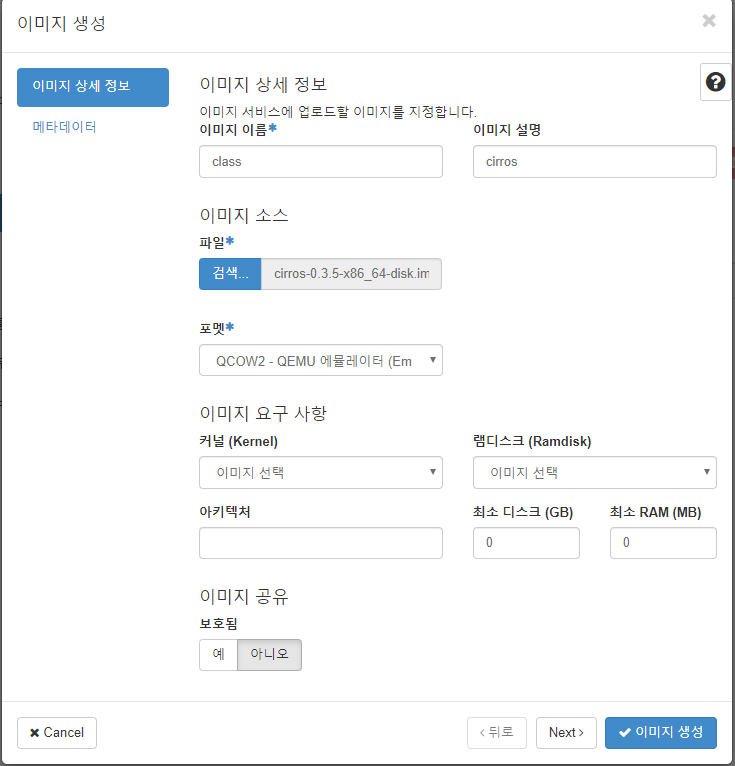 이미지 생성
×
이미지 상세 정보
메타데이터
이미지 상세 정보
?
이미지 서비스에 업로드할 이미지를 지정합니다.
이미지 이름* 이미지 설명
class cirros
이미지 소스
파일*
검색... cirros-0.3.5-x86_64-disk.im
포멧*
QCOW2 - QEMU 에뮬레이터 (Em
이미지 요구 사항
커널 (Kernel) 램디스크 (Ramdisk)
이미지 선택 이미지 선택
아키텍처 최소 디스크 (GB) 최소 RAM (MB)
0 0
이미지 공유
보호됨
예 아니오
× Cancel ‹ 뒤로 Next › ✔ 이미지 생성